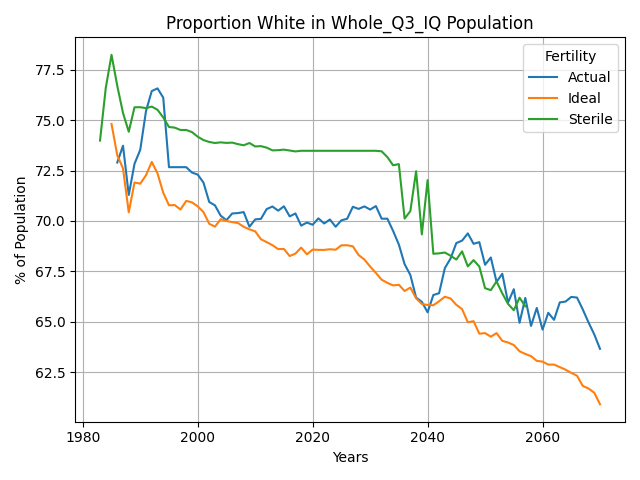 Proportion White in Whole_Q3_IQ Population
% of Population
77.5
75.0
72.5
70.0
67.5
65.0
62.5
Fertility
Actual
Ideal
Sterile
1980 2000 2020 2040 2060
Years